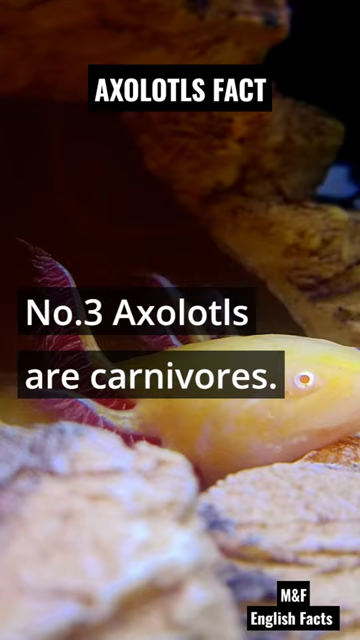 AXOLOTLS FACT
No.3 Axolotls
are carnivores.
M&F
English Facts